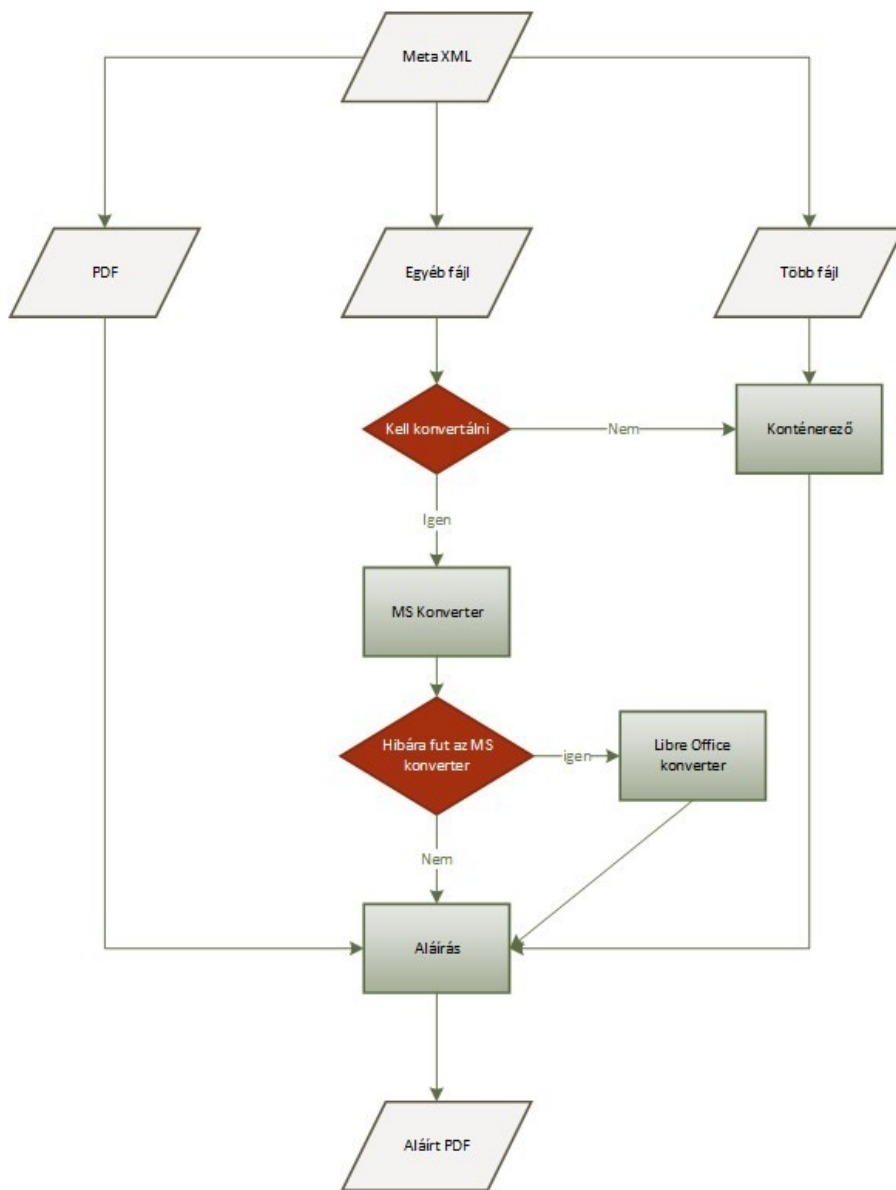 Meta XML
PDF
Egyéb fájl
Több fájl
Kell konvertálni
Nem
Konténerező
Igen
MS Konverter
Hibára fut az MS
konverter
igen
Libre Office
konverter
Nem
Aláírás
Aláírt PDF